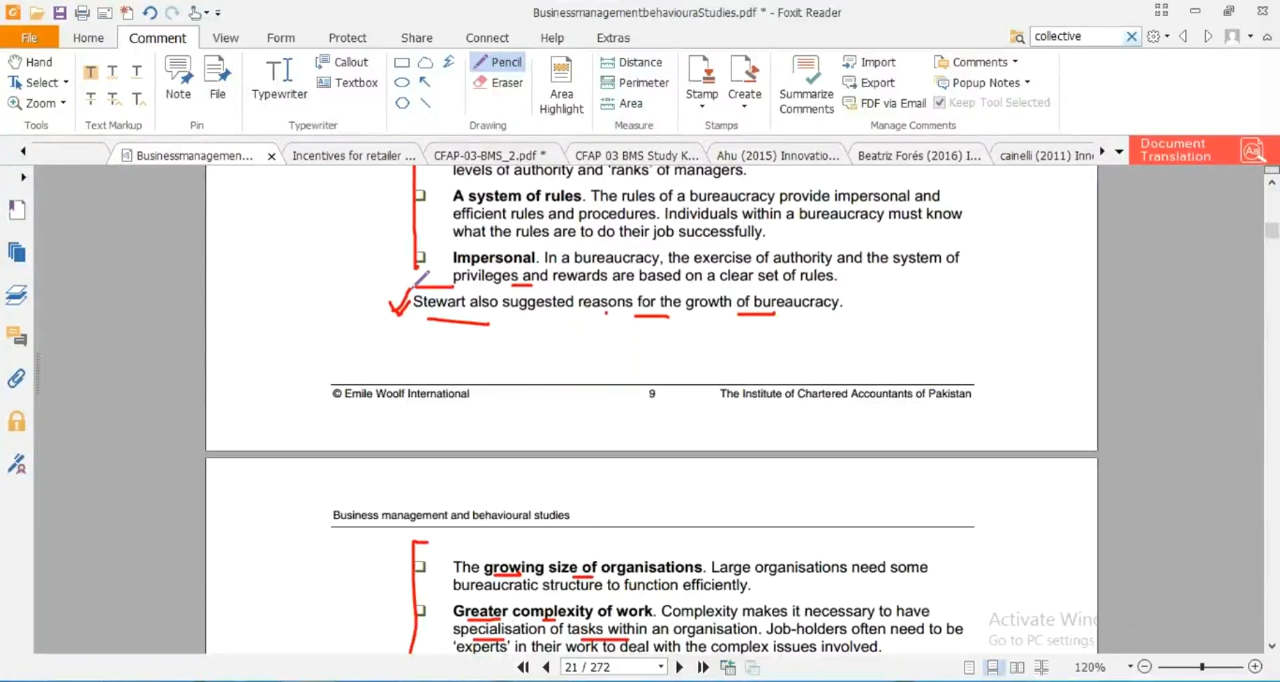 BusinessmanagementbehaviouraStudies.pdf * - Foxit Reader
File Home Comment View Form Protect Share Connect Help Extras
collective
Hand
Select
Zoom
Tools
Text Markup
Note
File
Pin
Typewriter
Callout
Textbox
Typewriter
Pencil
Eraser
Drawing
Area
Highlight
Distance
Perimeter
Area
Measure
Stamp
Create
Stamps
Summarize
Comments
Import
Export
FDF via Email
Comments
Popup Notes
Keep Tool Selected
Manage Comments
Businessmanagemen...
Incentives for retailer ...
CFAP-03-BMS_2.pdf *
CFAP 03 BMS Study K...
Ahu (2015) Innovatio...
Beatriz Forés (2016) I...
cainelli (2011) Inn
Document
Translation
levels of authority and 'ranks' of managers.
A system of rules. The rules of a bureaucracy provide impersonal and
efficient rules and procedures. Individuals within a bureaucracy must know
what the rules are to do their job successfully.
Impersonal. In a bureaucracy, the exercise of authority and the system of
privileges and rewards are based on a clear set of rules.
Stewart also suggested reasons for the growth of bureaucracy.
© Emile Woolf International 9 The Institute of Chartered Accountants of Pakistan
Business management and behavioural studies
The growing size of organisations. Large organisations need some
bureaucratic structure to function efficiently.
Greater complexity of work. Complexity makes it necessary to have
specialisation of tasks within an organisation. Job-holders often need to be
'experts' in their work to deal with the complex issues involved.
Activate Win
Go to PC settings
21 / 272
120%